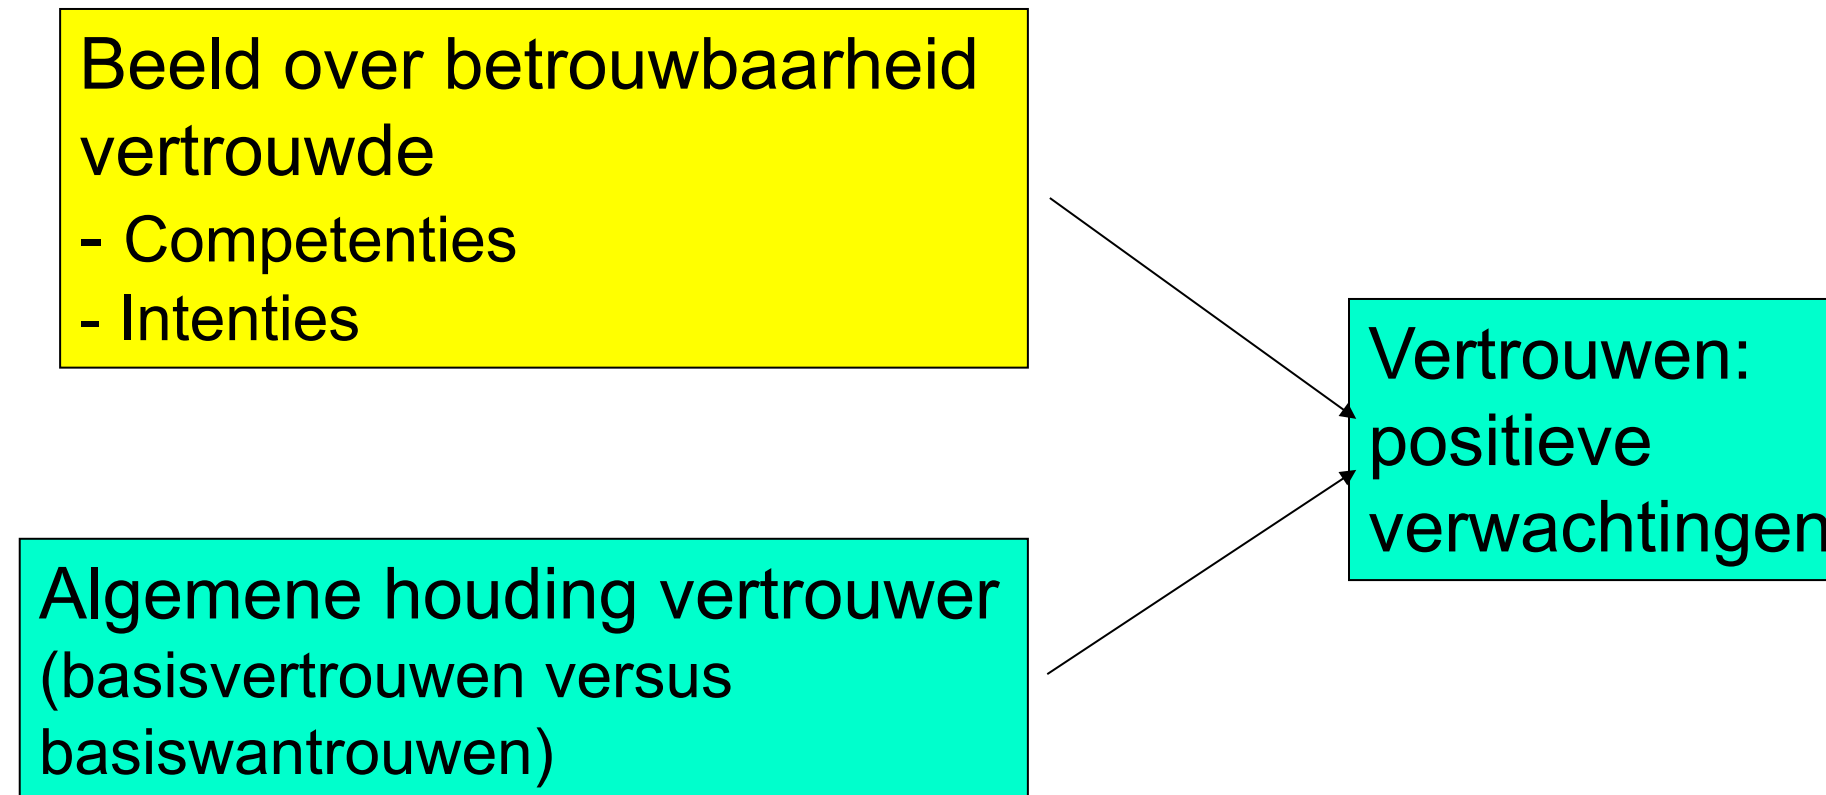 Beeld over betrouwbaarheid
vertrouwde
- Competenties
- Intenties
Vertrouwen:
positieve
verwachtingen
Algemene houding vertrouwer
(basisvertrouwen versus
basiswantrouwen)